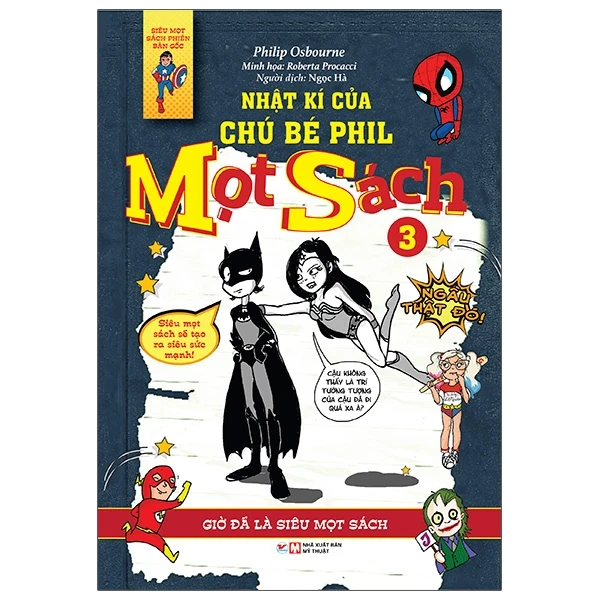 SIÊU MỌT
SÁCH PHIÊN
BẢN GỐC
Philip Osbourne
Minh họa: Roberta Procacci
Người dịch: Ngọc Hà
NHẬT KÍ CỦA
CHÚ BÉ PHIL
Mọt Sách
3
NGẦU
THẬT ĐÓ!
Siêu mọt
sách sẽ tạo
ra siêu sức
mạnh!
CẬU KHÔNG
THẤY LÀ TRÍ
TƯỞNG TƯỢNG
CỦA CẬU ĐÃ ĐI
QUÁ XA À?
GIỜ ĐÃ LÀ SIÊU MỌT SÁCH
NHÀ XUẤT BẢN
MỸ THUẬT
J